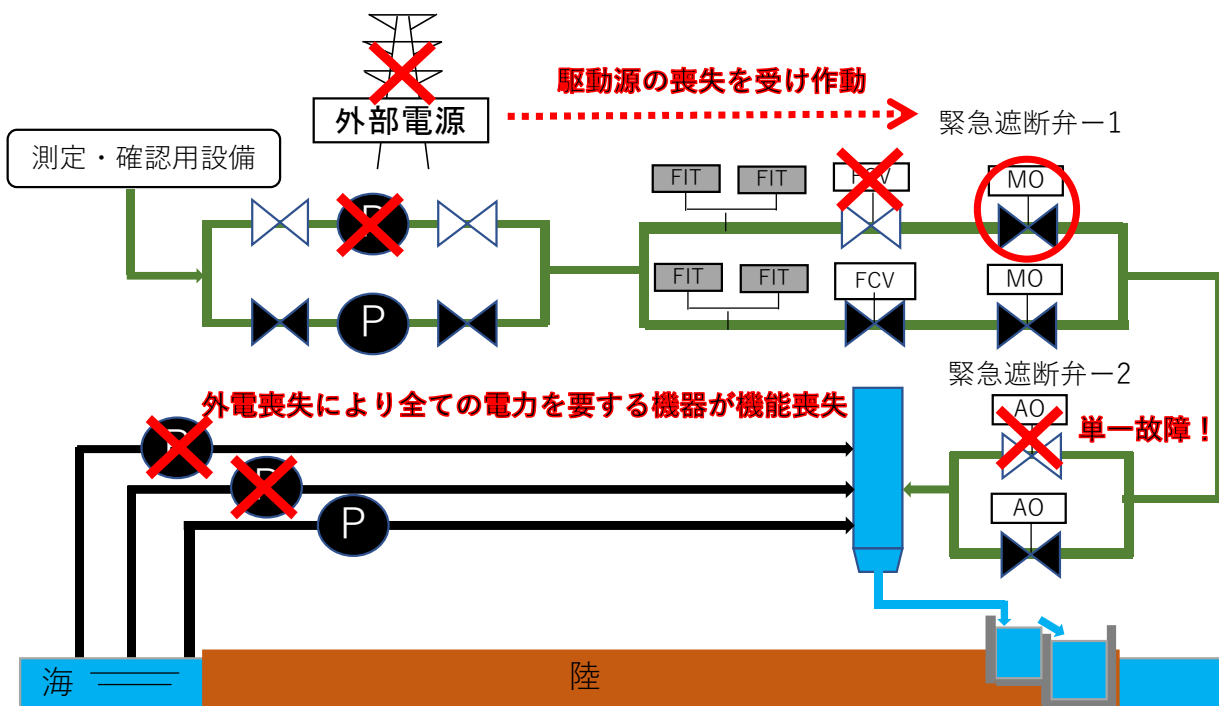 駆動源の喪失を受け作動
外部電源
緊急遮断弁ー1
測定・確認用設備
FIT
FIT
FCV
MO
P
FIT
FIT
FCV
MO
P
緊急遮断弁ー2
外電喪失により全ての電力を要する機器が機能喪失
AO
単一故障！
P
P
AO
P
海
陸